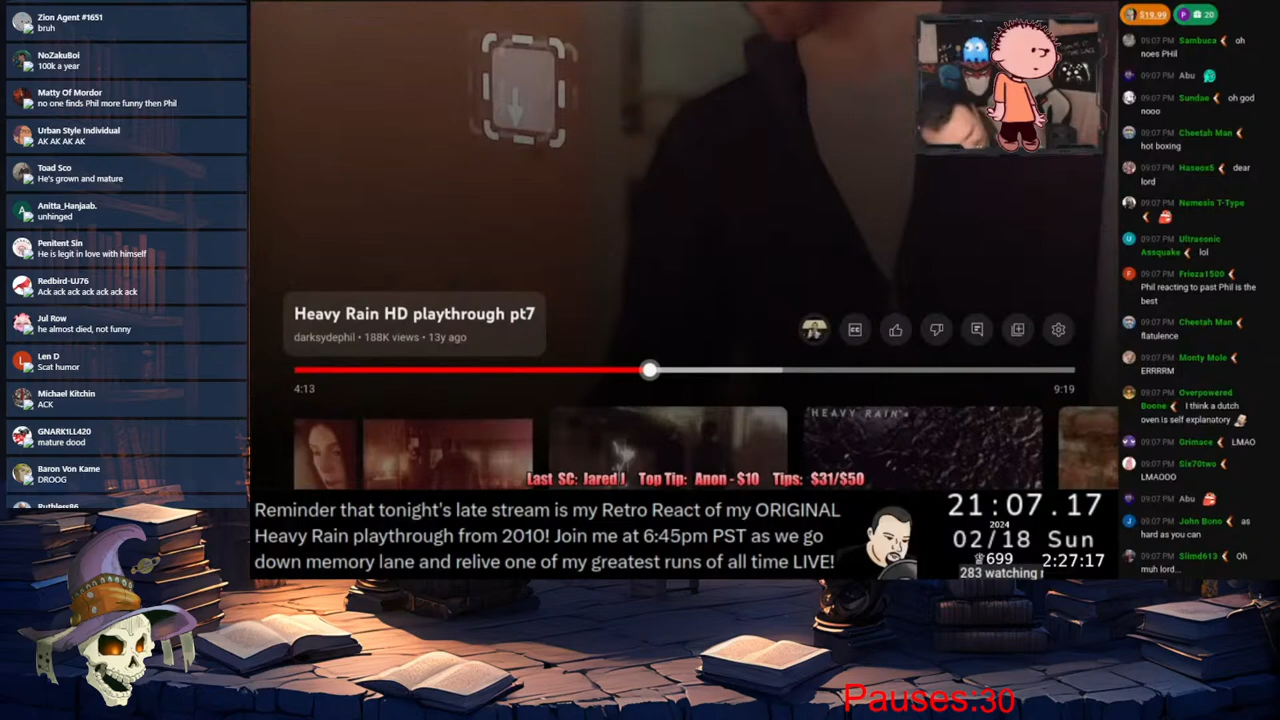 Zion Agent #1651
bruh
NoZakuBoi
100k a year
Matty Of Mordor
no one finds Phil more funny then Phil
Urban Style Individual
AK AK AK AK
Toad Sco
He's grown and mature
Anitta_Hanjaab.
unhinged
Penitent Sin
He is legit in love with himself
Redbird-UJ76
Ack ack ack ack ack ack
Jul Row
he almost died, not funny
Len D
Scat humor
Michael Kitchin
ACK
GNARK1LL420
mature dood
Baron Von Kame
DROOG
Ruthless86
Heavy Rain HD playthrough pt7
darksydephil • 188K views • 13y ago
CC
4:13
9:19
HEAVY RAIN
Last SC: Jared J Top Tip: Anon - $10 Tips: $31/$50
Reminder that tonight's late stream is my Retro React of my ORIGINAL
Heavy Rain playthrough from 2010! Join me at 6:45pm PST as we go
down memory lane and relive one of my greatest runs of all time LIVE!
21:07.17
2024
02/18 Sun
699
2:27:17
283 watching
$19.99
P 20
09:07 PM Sambuca oh
noes PHil
09:07 PM Abu
09:07 PM Sundae oh god
nooo
09:07 PM Cheetah Man
hot boxing
09:07 PM Haseox5 dear
lord
09:07 PM Nemesis T-Type
09:07 PM Ultrasonic
Assquake lol
09:07 PM Frieza1500
Phil reacting to past Phil is the
best
09:07 PM Cheetah Man
flatulence
09:07 PM Monty Mole
ERRRRM
09:07 PM Overpowered
Boone I think a dutch
oven is self explanatory
09:07 PM Grimace LMAO
09:07 PM Six70two
LMAOOO
09:07 PM Abu
09:07 PM John Bono as
hard as you can
09:07 PM Slimd613 Oh
muh lord...
Pauses:30